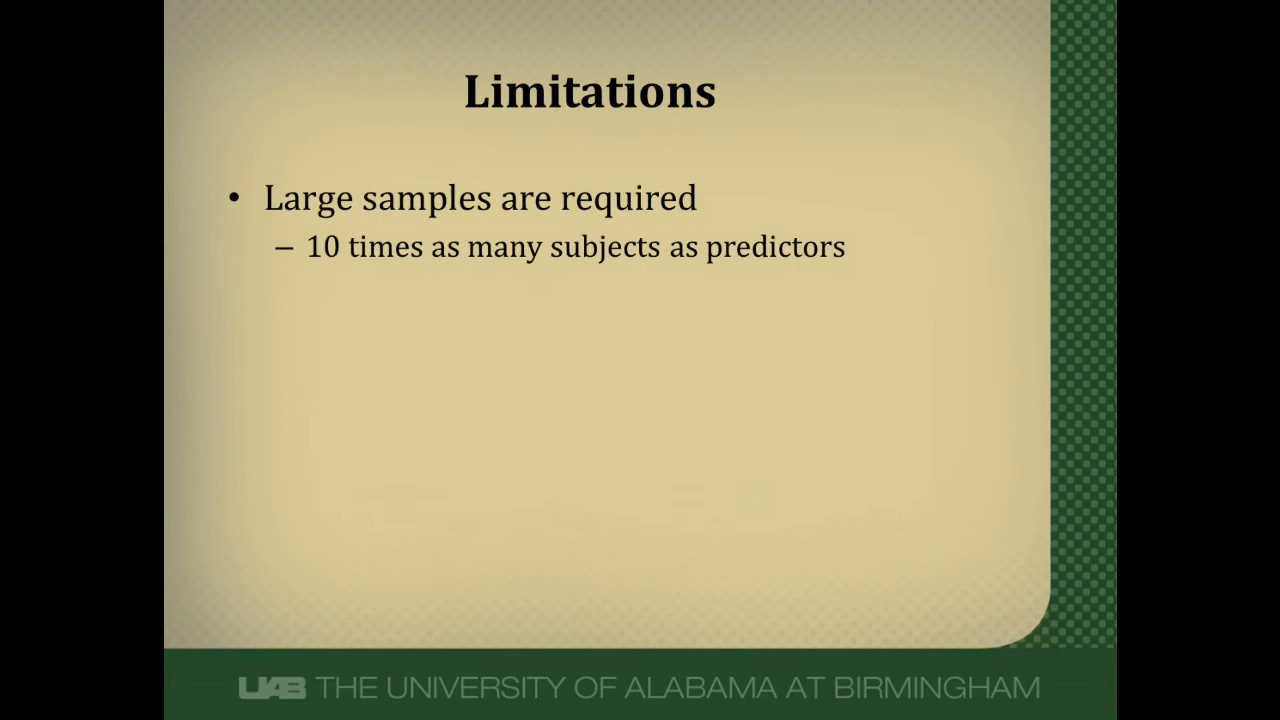 Limitations
• Large samples are required
– 10 times as many subjects as predictors
UAB THE UNIVERSITY OF ALABAMA AT BIRMINGHAM